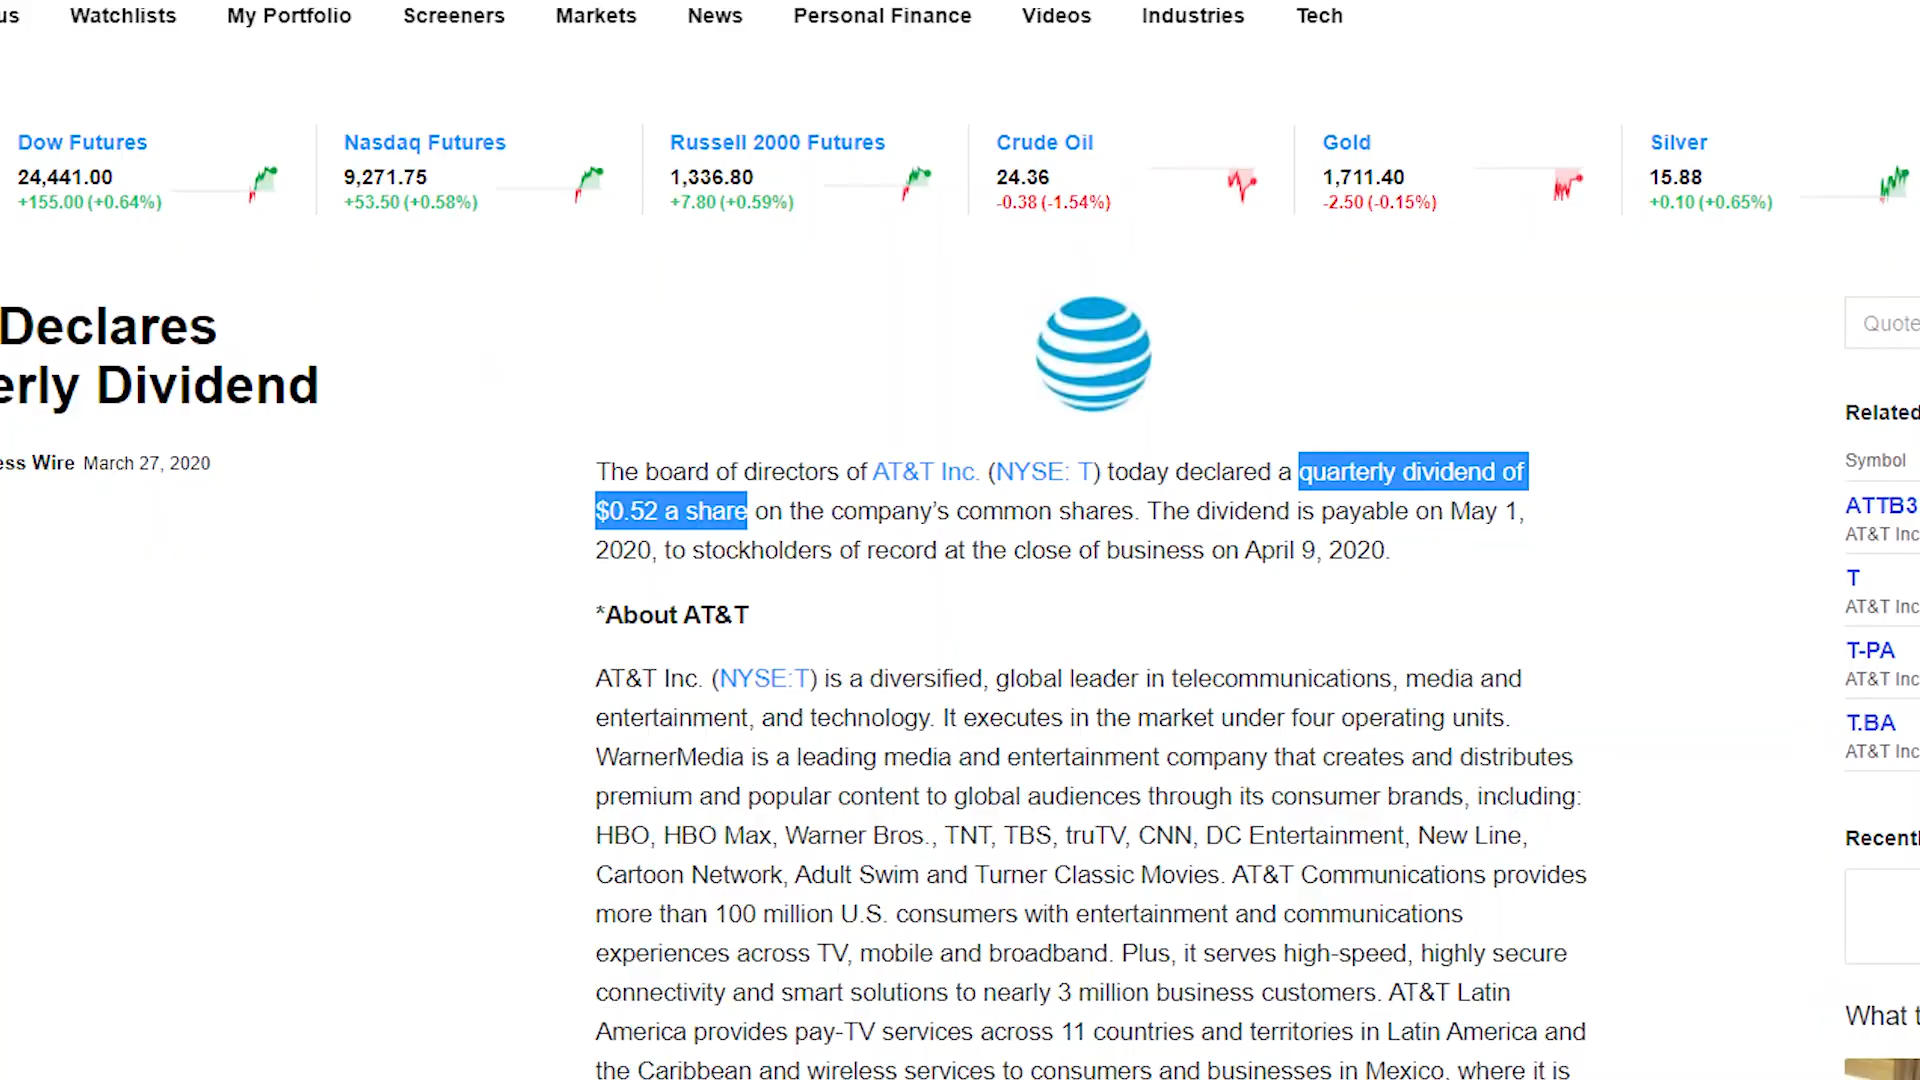 us Watchlists My Portfolio Screeners Markets News Personal Finance Videos Industries Tech
Dow Futures
24,441.00
+155.00 (+0.64%)
Nasdaq Futures
9,271.75
+53.50 (+0.58%)
Russell 2000 Futures
1,336.80
+7.80 (+0.59%)
Crude Oil
24.36
-0.38 (-1.54%)
Gold
1,711.40
-2.50 (-0.15%)
Silver
15.88
+0.10 (+0.65%)
Declares
erly Dividend
ess Wire March 27, 2020
The board of directors of AT&T Inc. (NYSE: T) today declared a quarterly dividend of
$0.52 a share on the company’s common shares. The dividend is payable on May 1,
2020, to stockholders of record at the close of business on April 9, 2020.
*About AT&T
AT&T Inc. (NYSE:T) is a diversified, global leader in telecommunications, media and
entertainment, and technology. It executes in the market under four operating units.
WarnerMedia is a leading media and entertainment company that creates and distributes
premium and popular content to global audiences through its consumer brands, including:
HBO, HBO Max, Warner Bros., TNT, TBS, truTV, CNN, DC Entertainment, New Line,
Cartoon Network, Adult Swim and Turner Classic Movies. AT&T Communications provides
more than 100 million U.S. consumers with entertainment and communications
experiences across TV, mobile and broadband. Plus, it serves high-speed, highly secure
connectivity and smart solutions to nearly 3 million business customers. AT&T Latin
America provides pay-TV services across 11 countries and territories in Latin America and
the Caribbean and wireless services to consumers and businesses in Mexico, where it is
Quote
Related
Symbol
ATTB3
AT&T Inc
T
AT&T Inc
T-PA
AT&T Inc
T.BA
AT&T Inc
Recentl
What t